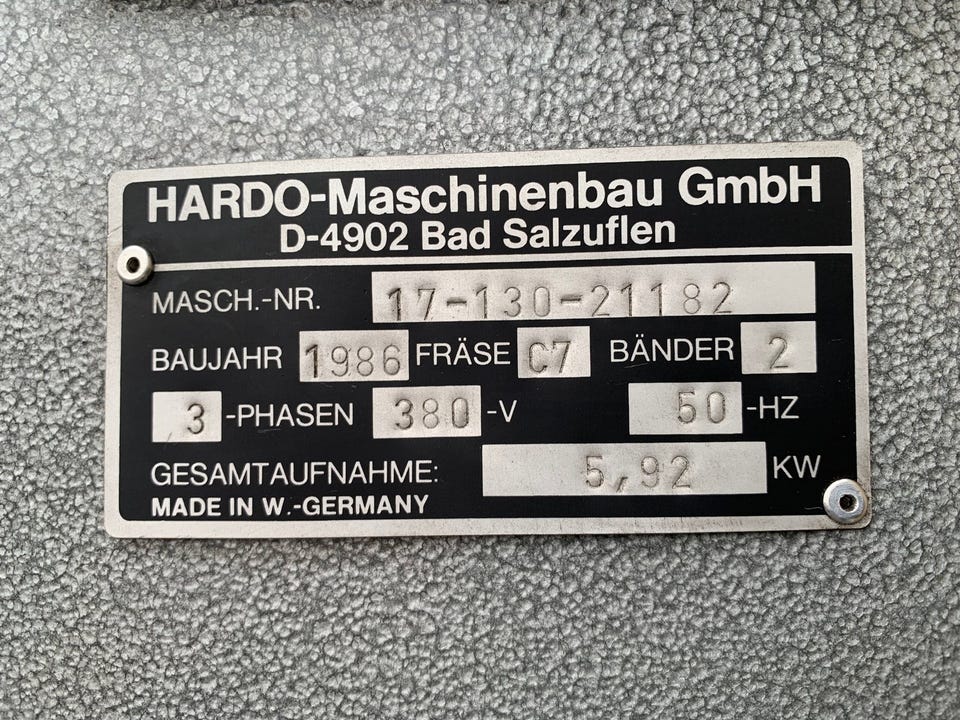 HARDO-Maschinenbau GmbH
D-4902 Bad Salzuflen
MASCH.-NR. 17-130-21182
BAUJAHR 1986 FRÄSE C7 BÄNDER 2
3 -PHASEN 380 -V 50 -HZ
GESAMTAUFNAHME: 5,92 KW
MADE IN W.-GERMANY